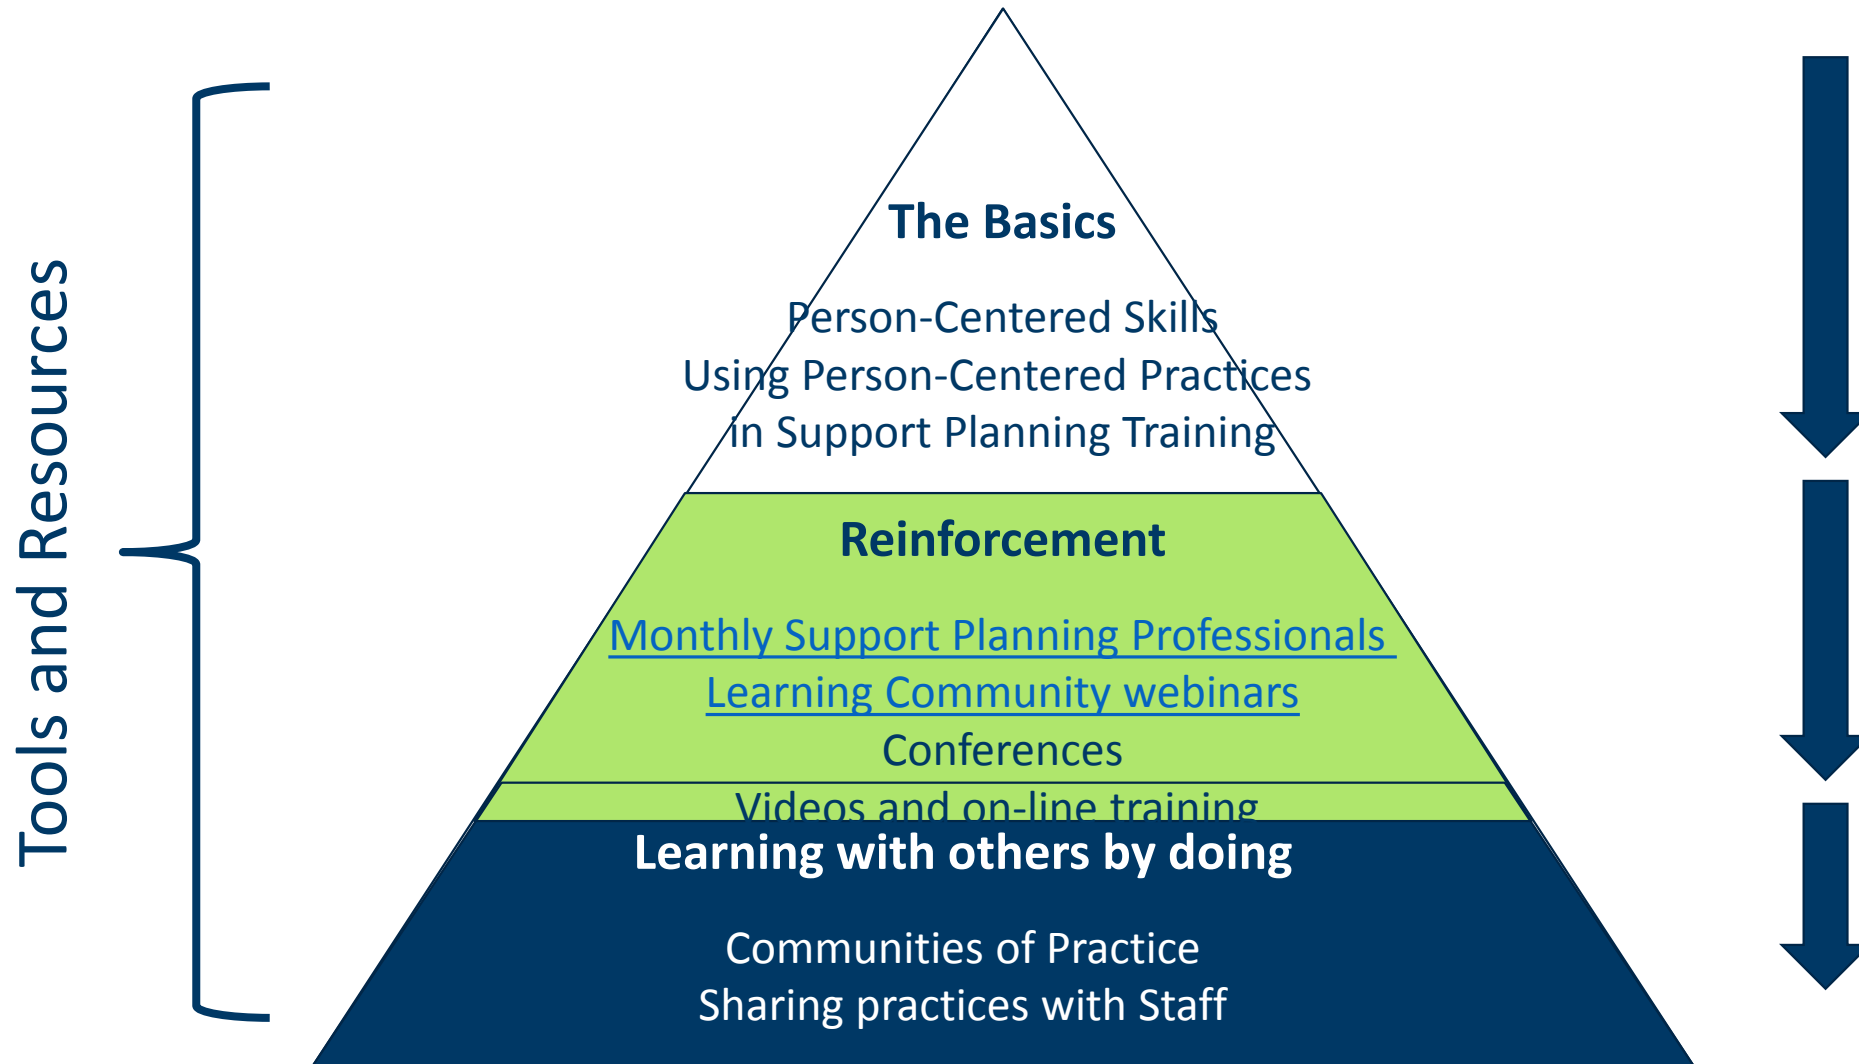 Tools and Resources
The Basics
Person-Centered Skills
Using Person-Centered Practices
in Support Planning Training
Reinforcement
Monthly Support Planning Professionals
Learning Community webinars
Conferences
Videos and on-line training
Learning with others by doing
Communities of Practice
Sharing practices with Staff